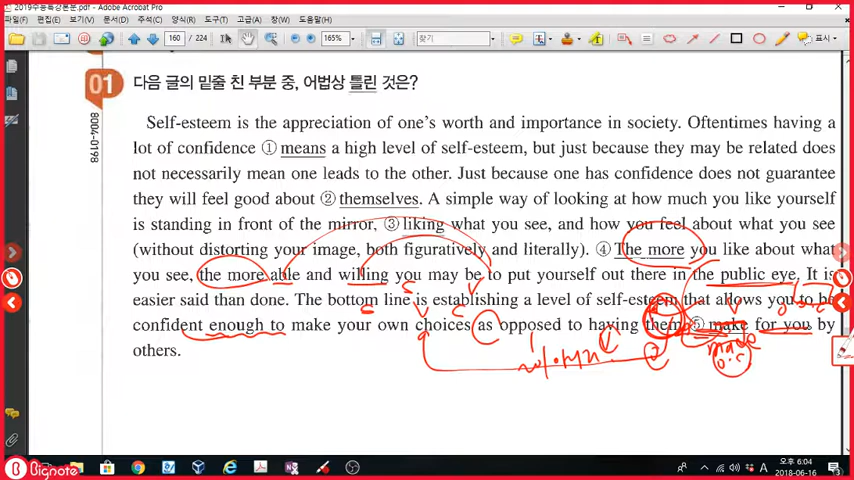 2019수능특강론문.pdf - Adobe Acrobat Pro
파일(F) 편집(E) 보기(V) 문서(D) 주석(C) 양식(R) 도구(T) 고급(A) 창(W) 도움말(H)
160 / 224 165% 찾기 표시
01 다음 글의 밑줄 친 부분 중, 어법상 틀린 것은?
8004-0198
Self-esteem is the appreciation of one's worth and importance in society. Oftentimes having a
lot of confidence ① means a high level of self-esteem, but just because they may be related does
not necessarily mean one leads to the other. Just because one has confidence does not guarantee
they will feel good about ② themselves. A simple way of looking at how much you like yourself
is standing in front of the mirror, ③ liking what you see, and how you feel about what you see
(without distorting your image, both figuratively and literally). ④ The more you like about what
you see, the more able and willing you may be to put yourself out there in the public eye. It is
easier said than done. The bottom line is establishing a level of self-esteem that allows you to be
confident enough to make your own choices as opposed to having them ⑤ make for you by
others.
made
o.c
Bignote
오후 6:04
2018-06-16